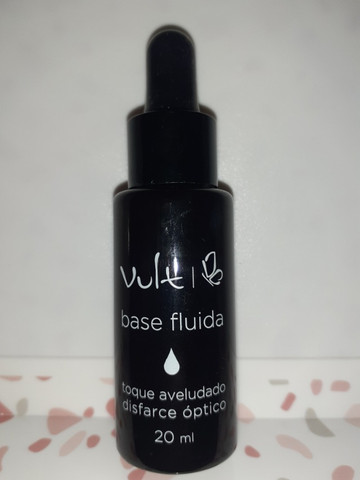 Vult
base fluida
toque aveludado
disfarce óptico
20 ml